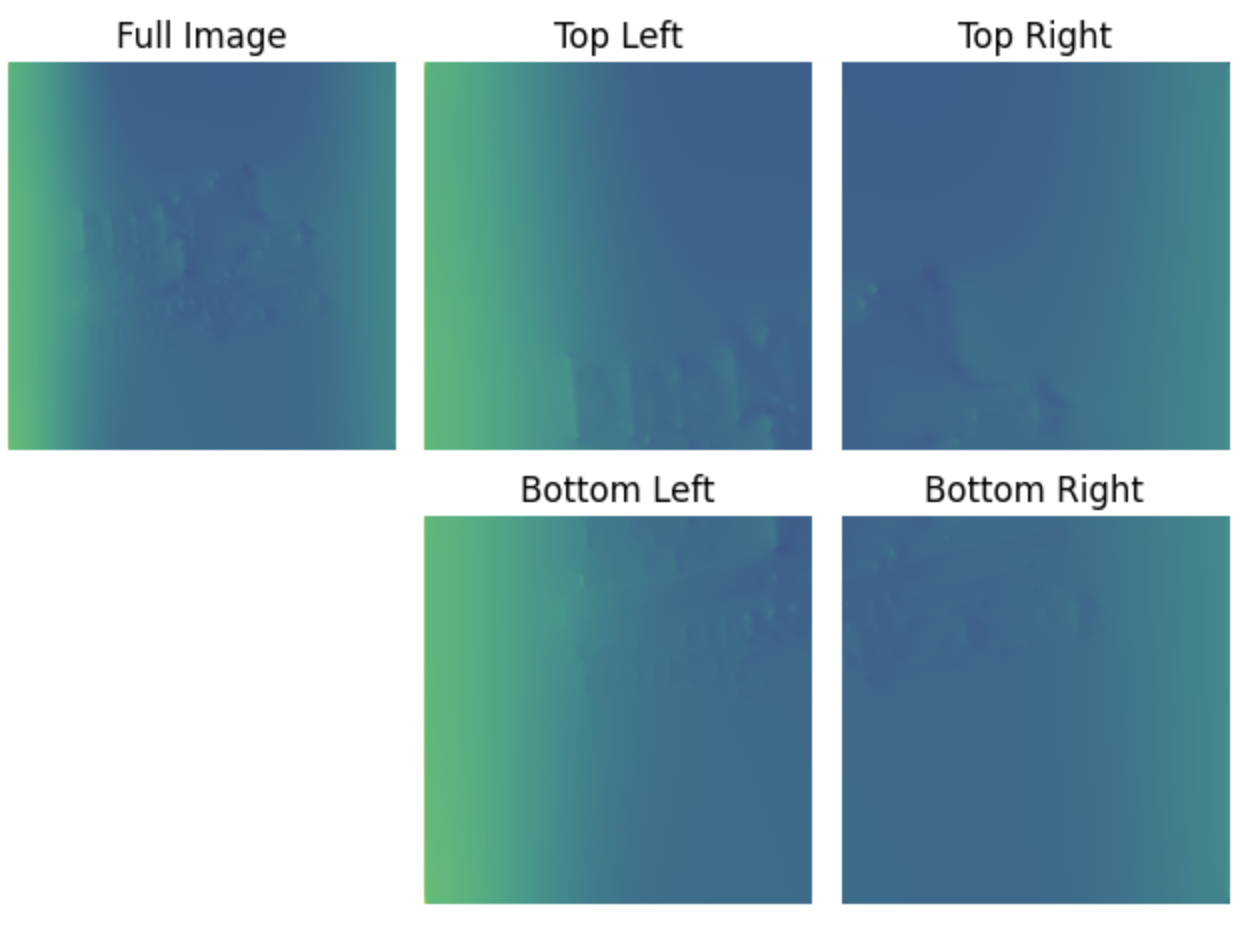 Full Image
Top Left
Top Right
Bottom Left
Bottom Right